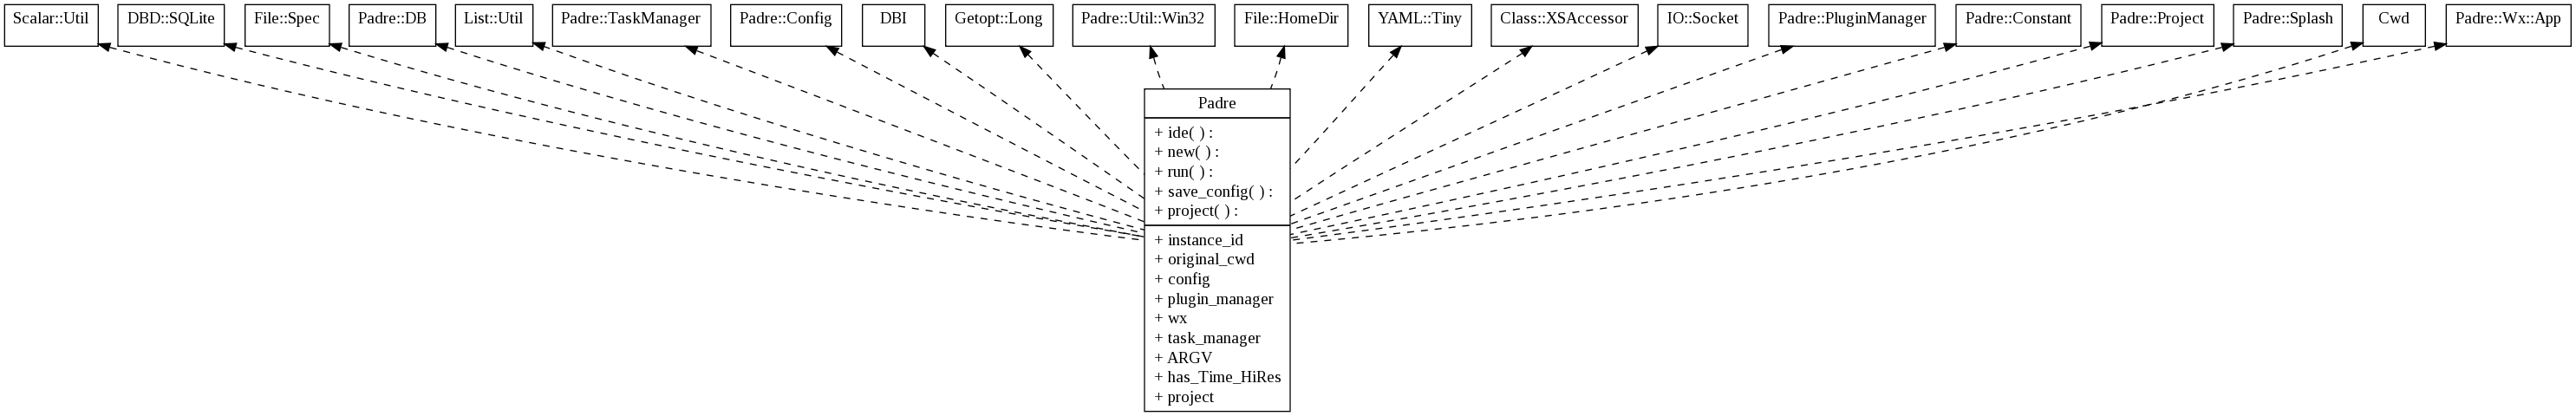 Scalar::Util
DBD::SQLite
File::Spec
Padre::DB
List::Util
Padre::TaskManager
Padre::Config
DBI
Getopt::Long
Padre::Util::Win32
File::HomeDir
YAML::Tiny
Class::XSAccessor
IO::Socket
Padre::PluginManager
Padre::Constant
Padre::Project
Padre::Splash
Cwd
Padre::Wx::App
Padre
+ ide( ) :
+ new( ) :
+ run( ) :
+ save_config( ) :
+ project( ) :
+ instance_id
+ original_cwd
+ config
+ plugin_manager
+ wx
+ task_manager
+ ARGV
+ has_Time_HiRes
+ project